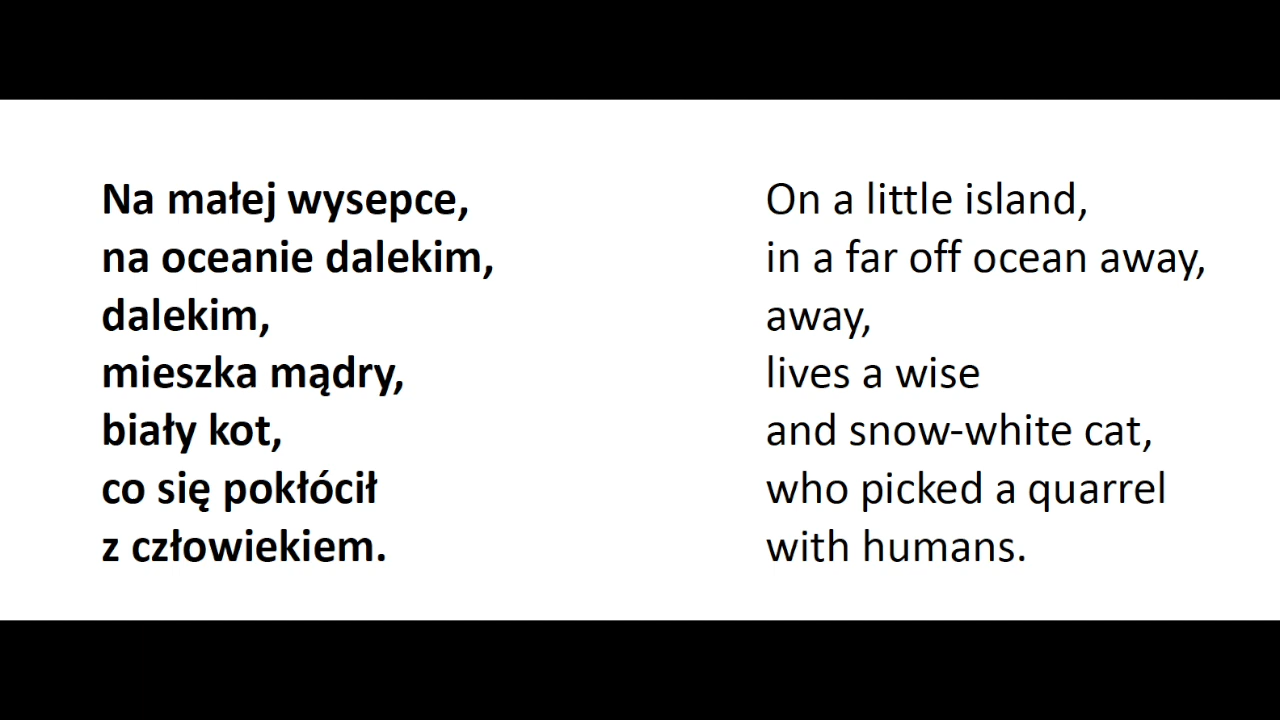 Na małej wysepce,
na oceanie dalekim,
dalekim,
mieszka mądry,
biały kot,
co się pokłócił
z człowiekiem.
On a little island,
in a far off ocean away,
away,
lives a wise
and snow-white cat,
who picked a quarrel
with humans.